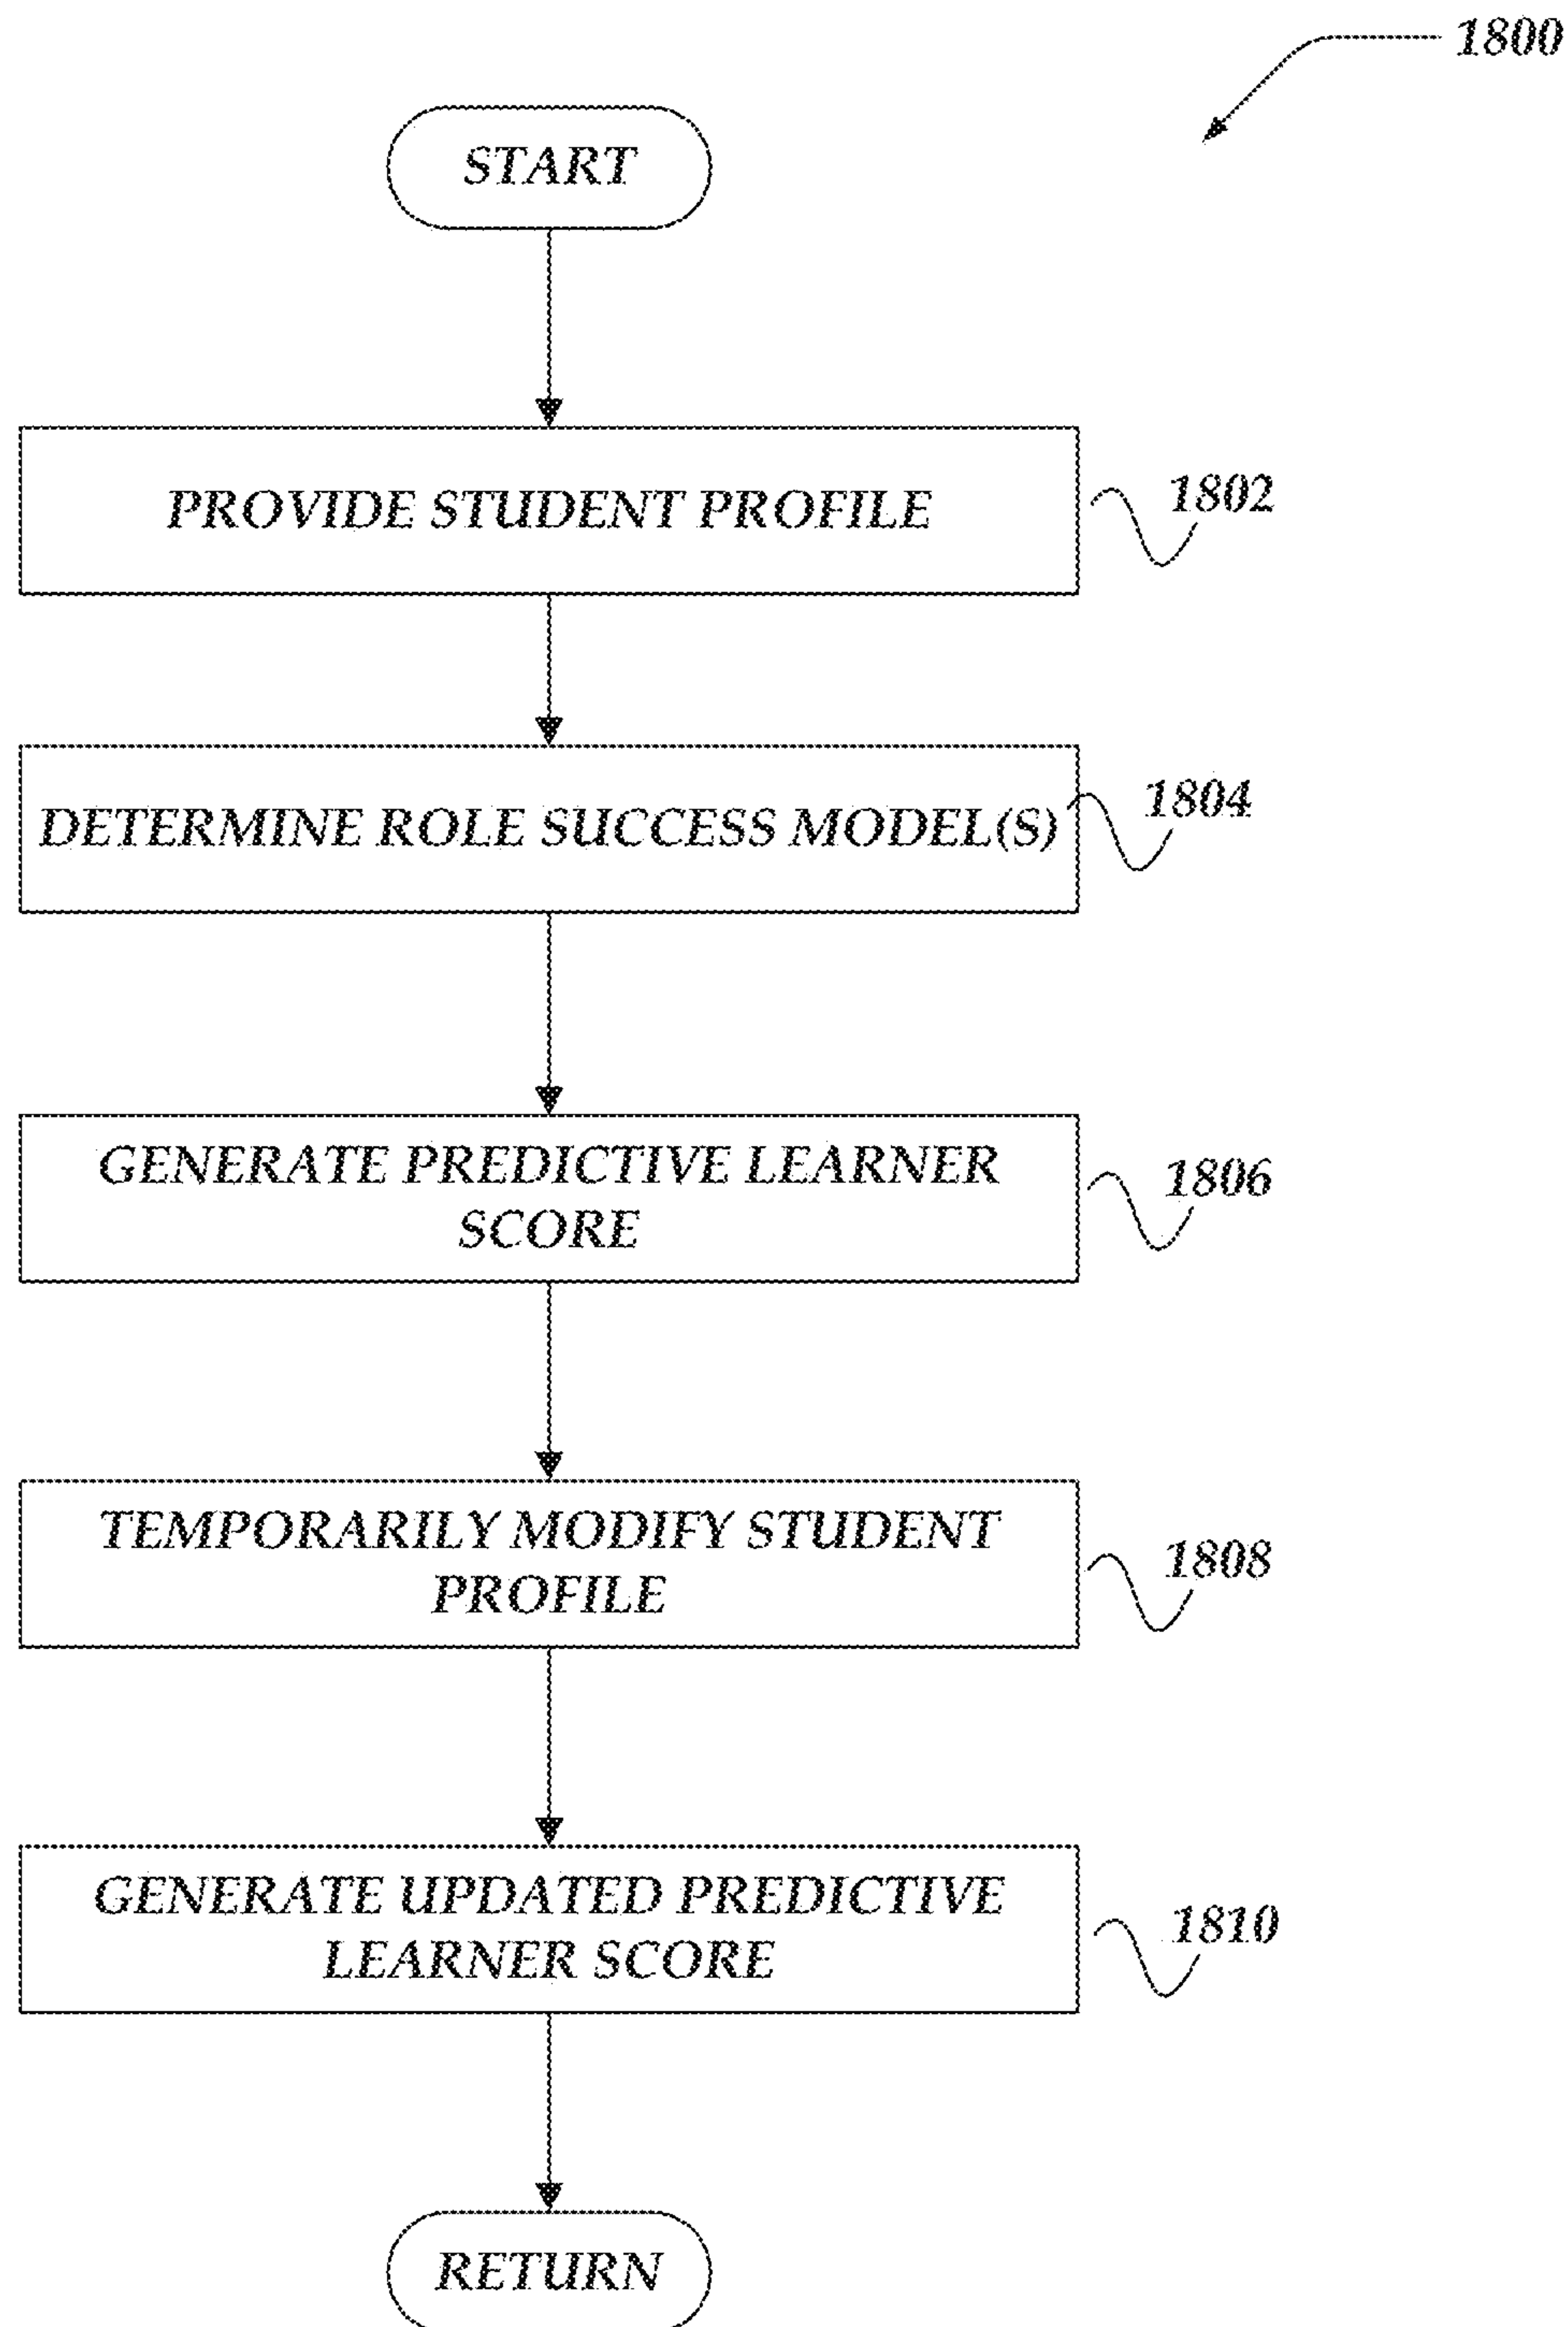 1800
START
PROVIDE STUDENT PROFILE
1802
DETERMINE ROLE SUCCESS MODEL(S)
1804
GENERATE PREDICTIVE LEARNER
SCORE
1806
TEMPORARILY MODIFY STUDENT
PROFILE
1808
GENERATE UPDATED PREDICTIVE
LEARNER SCORE
1810
RETURN